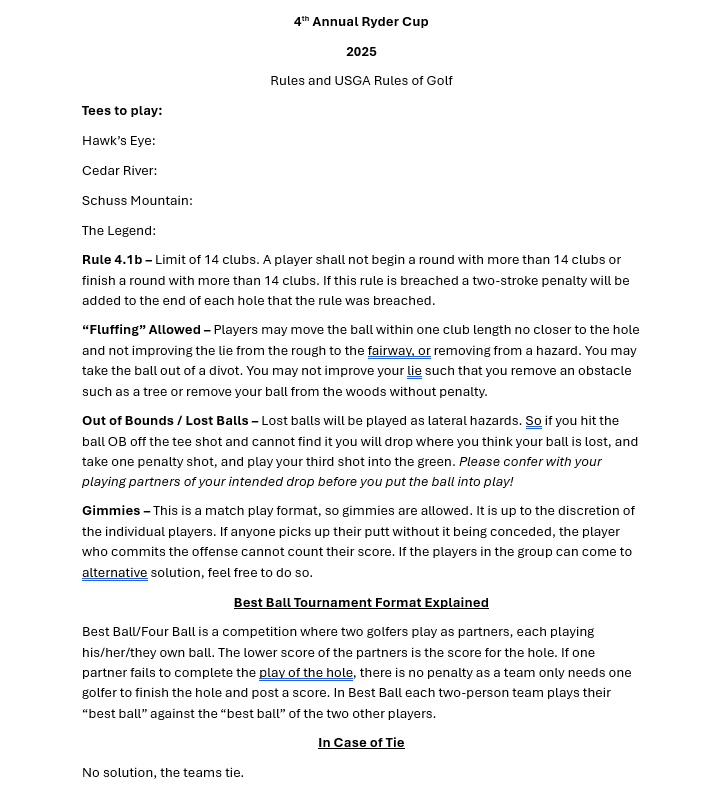 4th Annual Ryder Cup
2025
Rules and USGA Rules of Golf
Tees to play:
Hawk’s Eye:
Cedar River:
Schuss Mountain:
The Legend:
Rule 4.1b – Limit of 14 clubs. A player shall not begin a round with more than 14 clubs or
finish a round with more than 14 clubs. If this rule is breached a two-stroke penalty will be
added to the end of each hole that the rule was breached.
“Fluffing” Allowed – Players may move the ball within one club length no closer to the hole
and not improving the lie from the rough to the fairway, or removing from a hazard. You may
take the ball out of a divot. You may not improve your lie such that you remove an obstacle
such as a tree or remove your ball from the woods without penalty.
Out of Bounds / Lost Balls – Lost balls will be played as lateral hazards. So if you hit the
ball OB off the tee shot and cannot find it you will drop where you think your ball is lost, and
take one penalty shot, and play your third shot into the green. Please confer with your
playing partners of your intended drop before you put the ball into play!
Gimmies – This is a match play format, so gimmies are allowed. It is up to the discretion of
the individual players. If anyone picks up their putt without it being conceded, the player
who commits the offense cannot count their score. If the players in the group can come to
alternative solution, feel free to do so.
Best Ball Tournament Format Explained
Best Ball/Four Ball is a competition where two golfers play as partners, each playing
his/her/they own ball. The lower score of the partners is the score for the hole. If one
partner fails to complete the play of the hole, there is no penalty as a team only needs one
golfer to finish the hole and post a score. In Best Ball each two-person team plays their
“best ball” against the “best ball” of the two other players.
In Case of Tie
No solution, the teams tie.